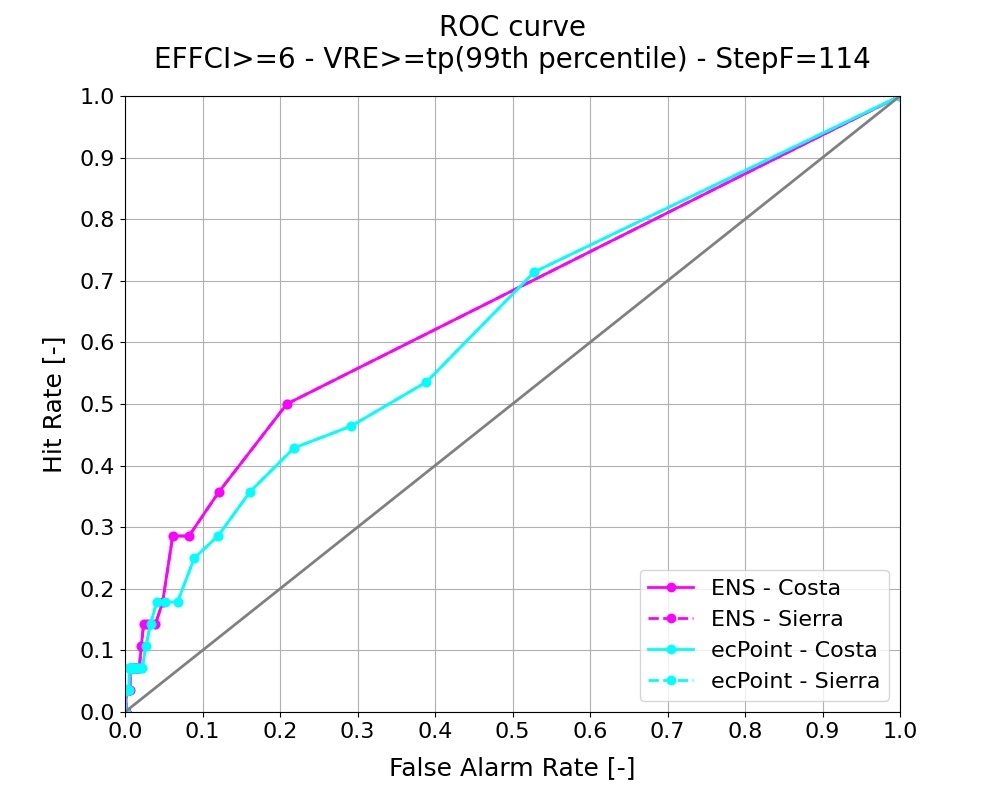 ROC curve
EFFCI>=6 - VRE>=tp(99th percentile) - StepF=114
1.0
0.9
0.8
0.7
0.6
0.5
0.4
0.3
0.2
0.1
0.0
Hit Rate [-]
ENS - Costa
ENS - Sierra
ecPoint - Costa
ecPoint - Sierra
0.0 0.1 0.2 0.3 0.4 0.5 0.6 0.7 0.8 0.9 1.0
False Alarm Rate [-]